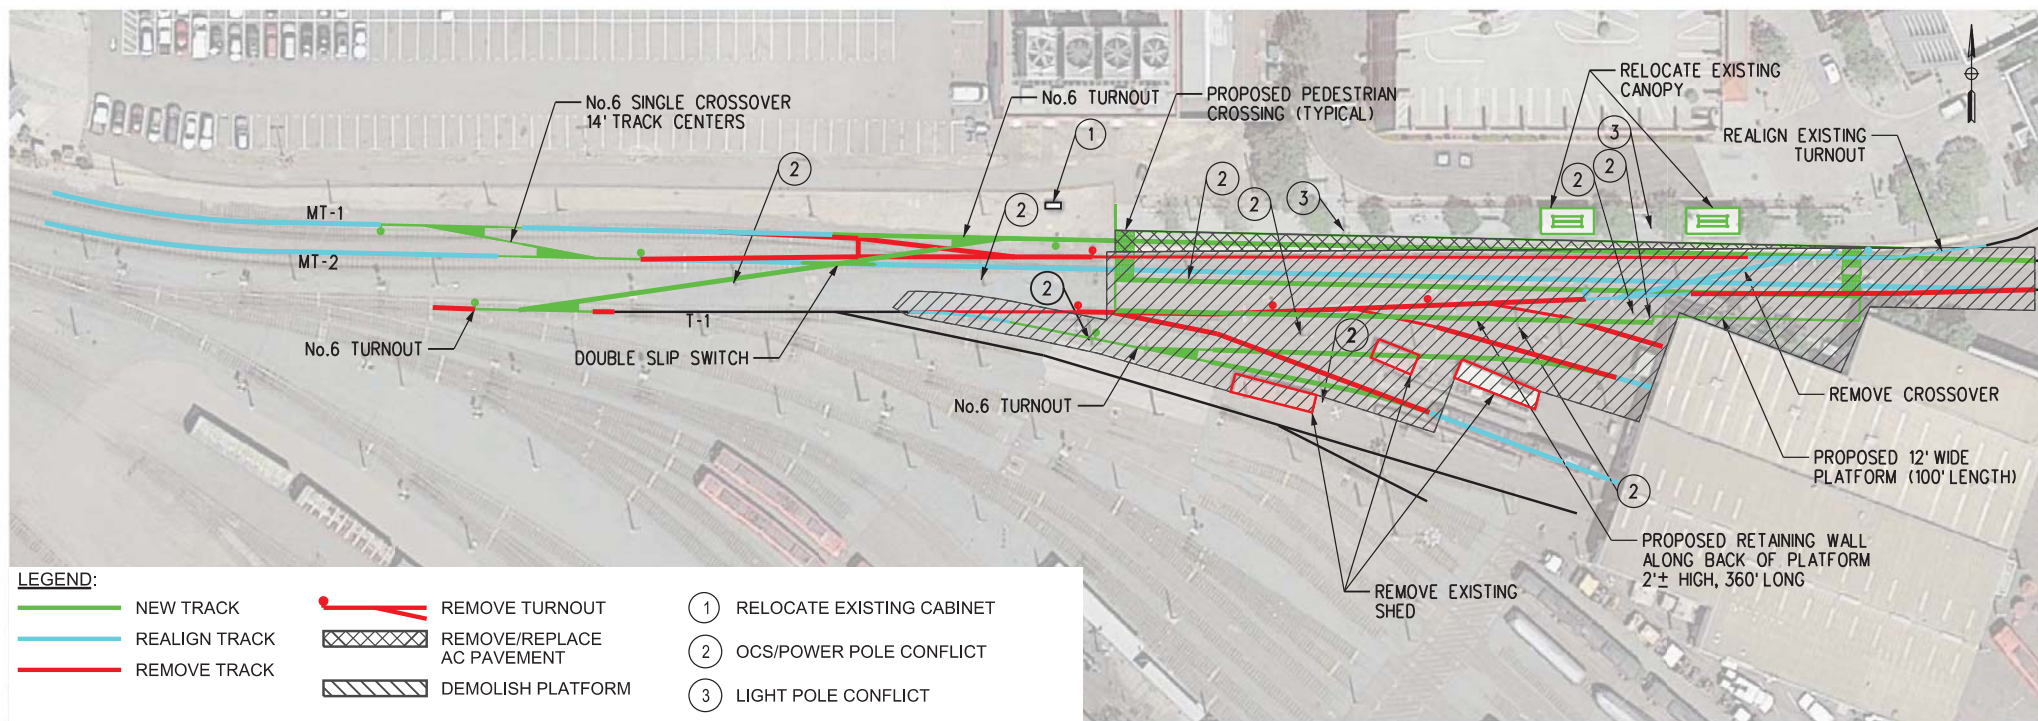 No.6 SINGLE CROSSOVER
14' TRACK CENTERS
No.6 TURNOUT
1
PROPOSED PEDESTRIAN
CROSSING (TYPICAL)
RELOCATE EXISTING
CANOPY
3
REALIGN EXISTING
TURNOUT
2
2
2
2
2
2
3
MT-1
MT-2
T-1
2
2
No.6 TURNOUT
DOUBLE SLIP SWITCH
No.6 TURNOUT
REMOVE CROSSOVER
PROPOSED 12' WIDE
PLATFORM (100' LENGTH)
2
PROPOSED RETAINING WALL
ALONG BACK OF PLATFORM
2'± HIGH, 360' LONG
REMOVE EXISTING
SHED
LEGEND:
NEW TRACK
REALIGN TRACK
REMOVE TRACK
REMOVE TURNOUT
REMOVE/REPLACE
AC PAVEMENT
DEMOLISH PLATFORM
1 RELOCATE EXISTING CABINET
2 OCS/POWER POLE CONFLICT
3 LIGHT POLE CONFLICT